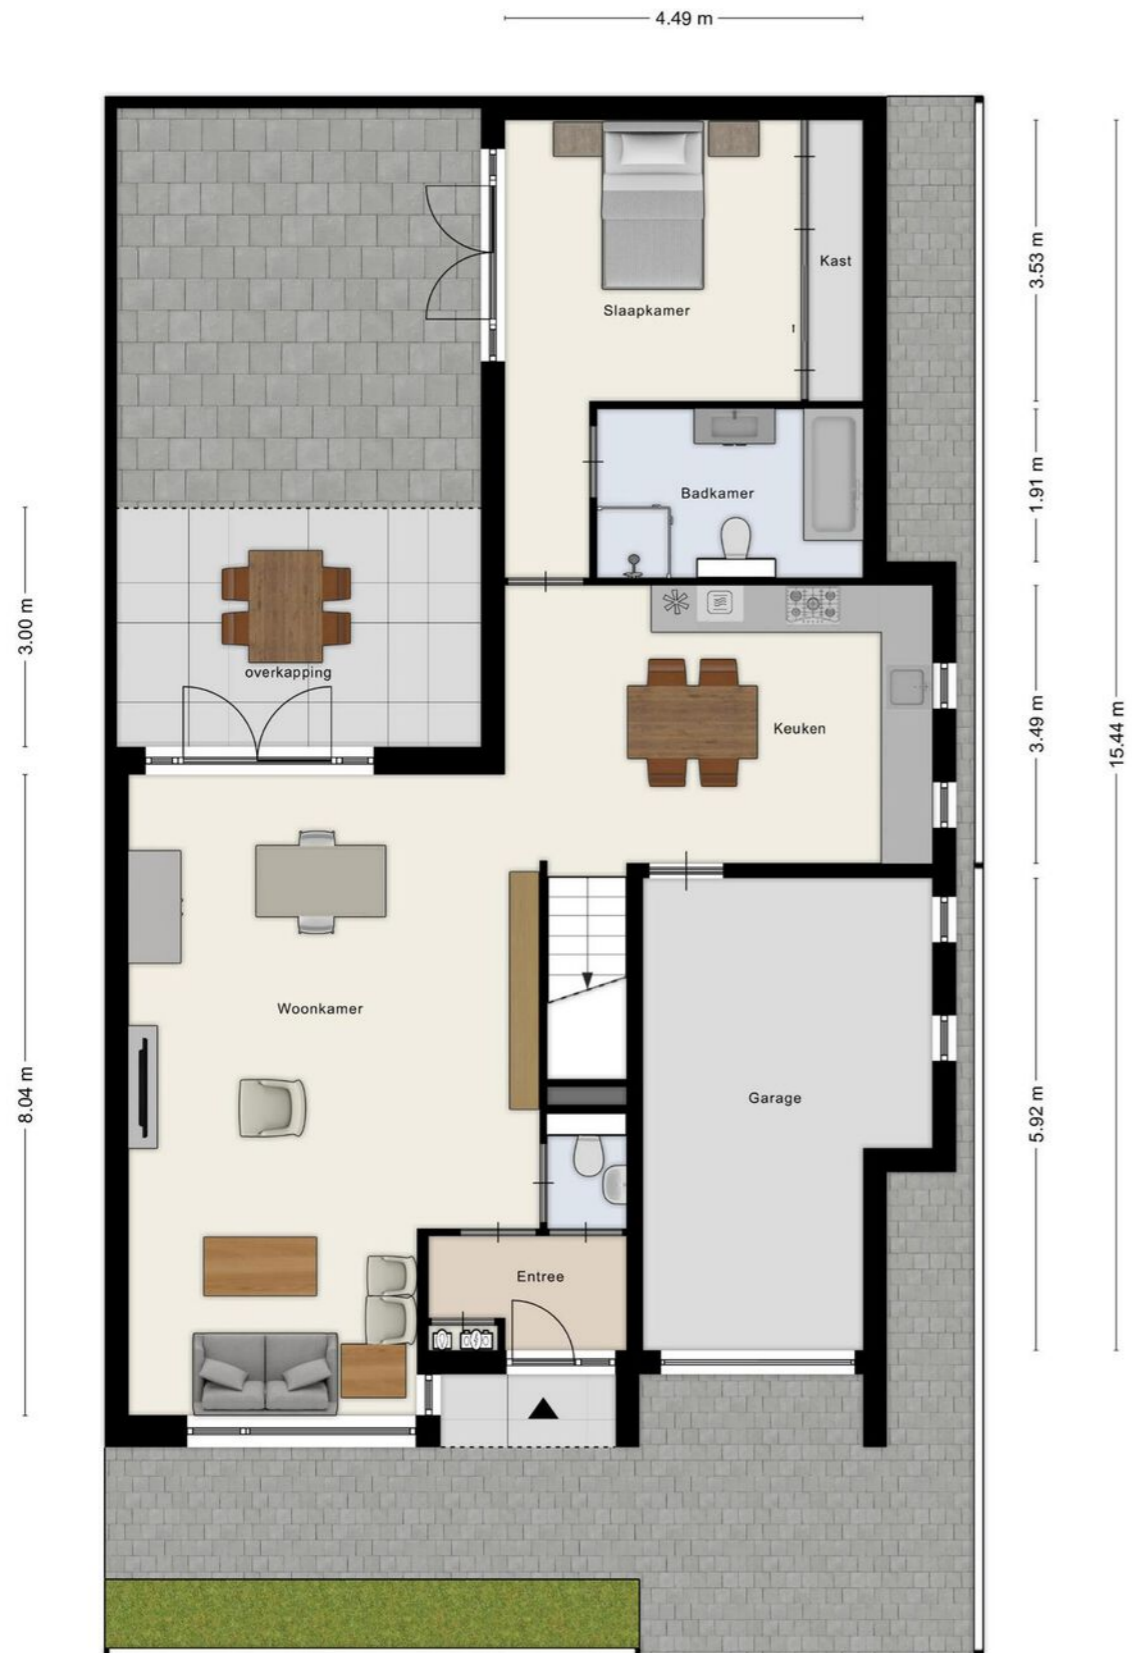 4.49 m
Kast
3.53 m
Slaapkamer
1.91 m
Badkamer
3.00 m
overkapping
Keuken
3.49 m
15.44 m
Woonkamer
8.04 m
Garage
5.92 m
Entree